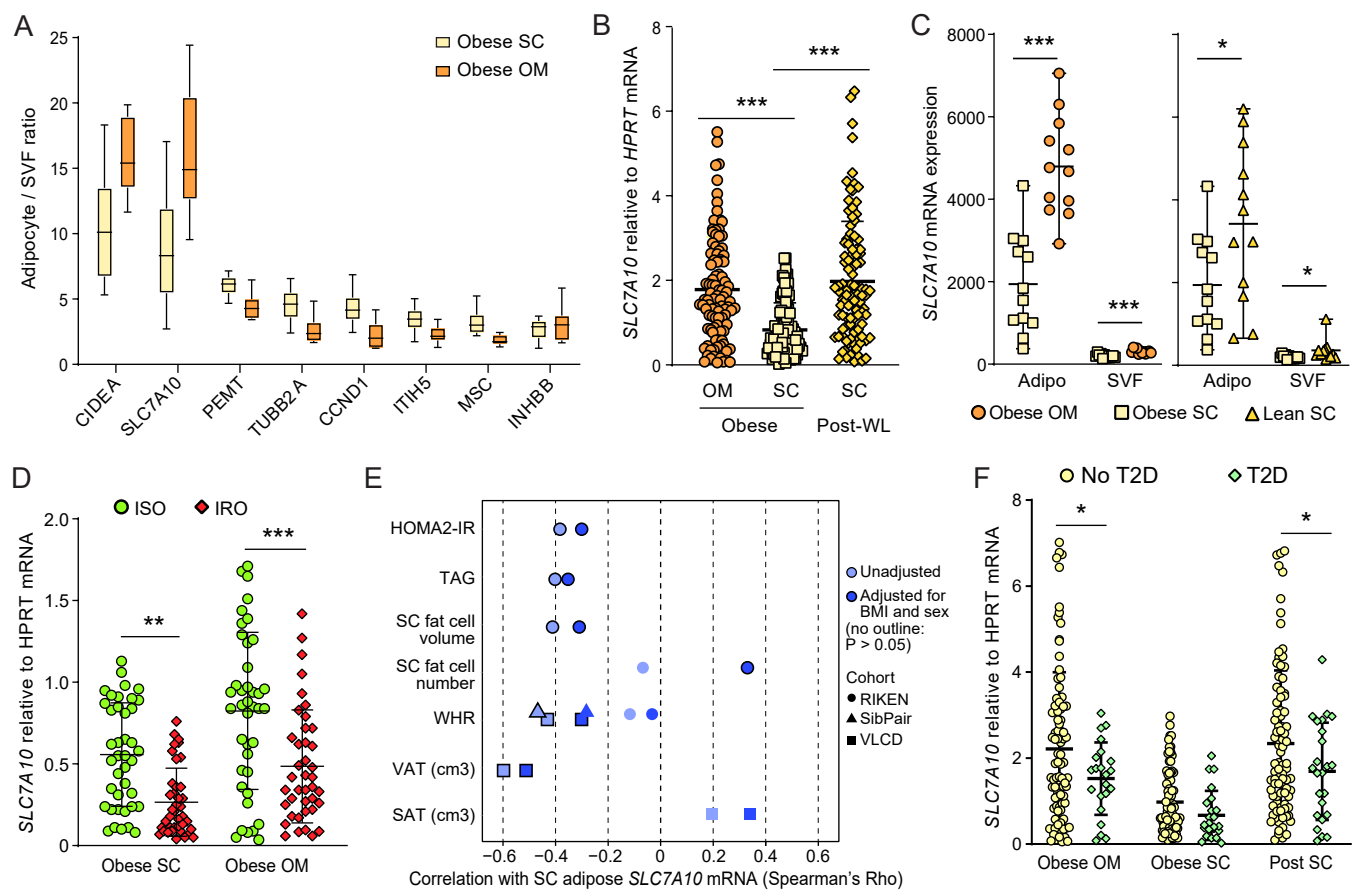 A
25
20
15
10
5
0
Adipocyte / SVF ratio
Obese SC
Obese OM
CIDEA
SLC7A10
PEMT
TUBB2A
CCND1
ITIH5
MSC
INHBB
B
8
6
4
2
0
SLC7A10 relative to HPRT mRNA
***
***
OM
SC
SC
Obese
Post-WL
C
8000
6000
4000
2000
0
SLC7A10 mRNA expression
***
***
*
*
Adipo
SVF
Adipo
SVF
Obese OM
Obese SC
Lean SC
D
ISO
IRO
2.0
1.5
1.0
0.5
0
SLC7A10 relative to HPRT mRNA
**
***
Obese SC
Obese OM
E
HOMA2-IR
TAG
SC fat cell
volume
SC fat cell
number
WHR
VAT (cm3)
SAT (cm3)
−0.6
−0.4
−0.2
0
0.2
0.4
0.6
Correlation with SC adipose SLC7A10 mRNA (Spearman's Rho)
Unadjusted
Adjusted for
BMI and sex
(no outline:
P > 0.05)
Cohort
RIKEN
SibPair
VLCD
F
No T2D
T2D
8
6
4
2
0
SLC7A10 relative to HPRT mRNA
*
*
Obese OM
Obese SC
Post SC